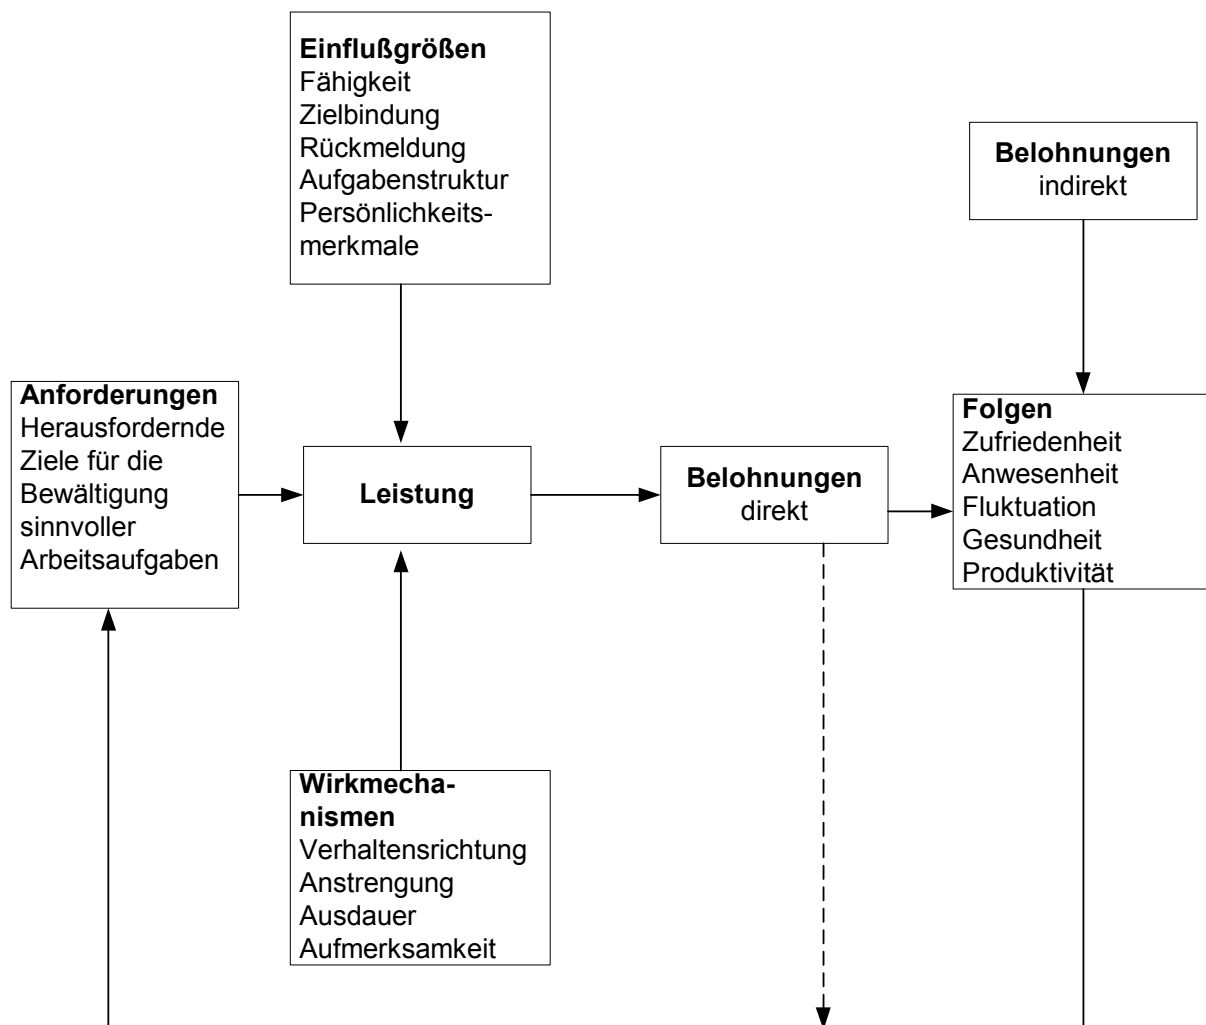 Einflußgrößen
Fähigkeit
Zielbindung
Rückmeldung
Aufgabenstruktur
Persönlichkeits-
merkmale
Belohnungen
indirekt
Anforderungen
Herausfordernde
Ziele für die
Bewältigung
sinnvoller
Arbeitsaufgaben
Leistung
Belohnungen
direkt
Folgen
Zufriedenheit
Anwesenheit
Fluktuation
Gesundheit
Produktivität
Wirkmecha-
nismen
Verhaltensrichtung
Anstrengung
Ausdauer
Aufmerksamkeit